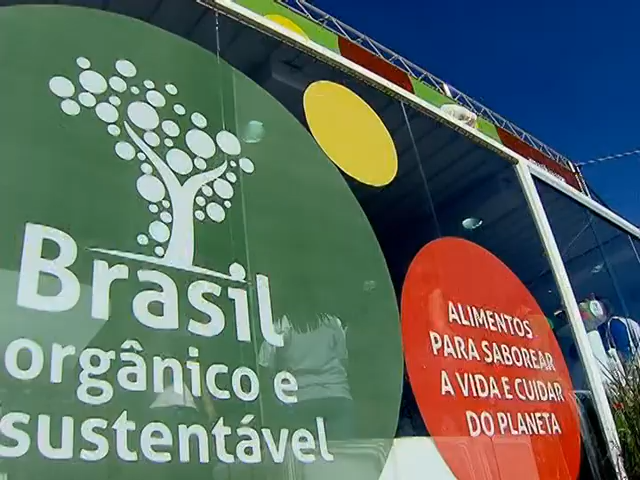 Brasil
orgânico e
sustentável
ALIMENTOS
PARA SABOREAR
A VIDA E CUIDAR
DO PLANETA